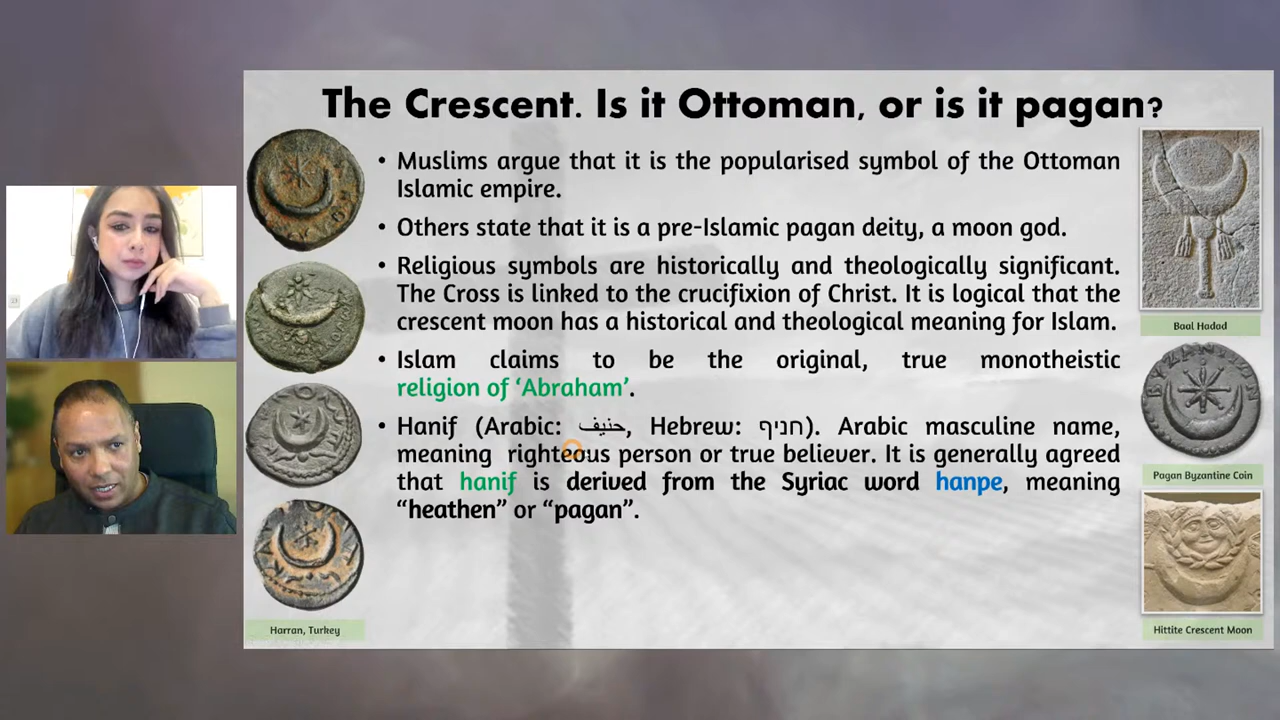 The Crescent. Is it Ottoman, or is it pagan?
• Muslims argue that it is the popularised symbol of the Ottoman
Islamic empire.
• Others state that it is a pre-Islamic pagan deity, a moon god.
• Religious symbols are historically and theologically significant.
The Cross is linked to the crucifixion of Christ. It is logical that the
crescent moon has a historical and theological meaning for Islam.
• Islam claims to be the original, true monotheistic
religion of ‘Abraham’.
• Hanif (Arabic: حنيف, Hebrew: חניף). Arabic masculine name,
meaning righteous person or true believer. It is generally agreed
that hanif is derived from the Syriac word hanpe, meaning
“heathen” or “pagan”.
Harran, Turkey
Baal Hadad
Pagan Byzantine Coin
Hittite Crescent Moon